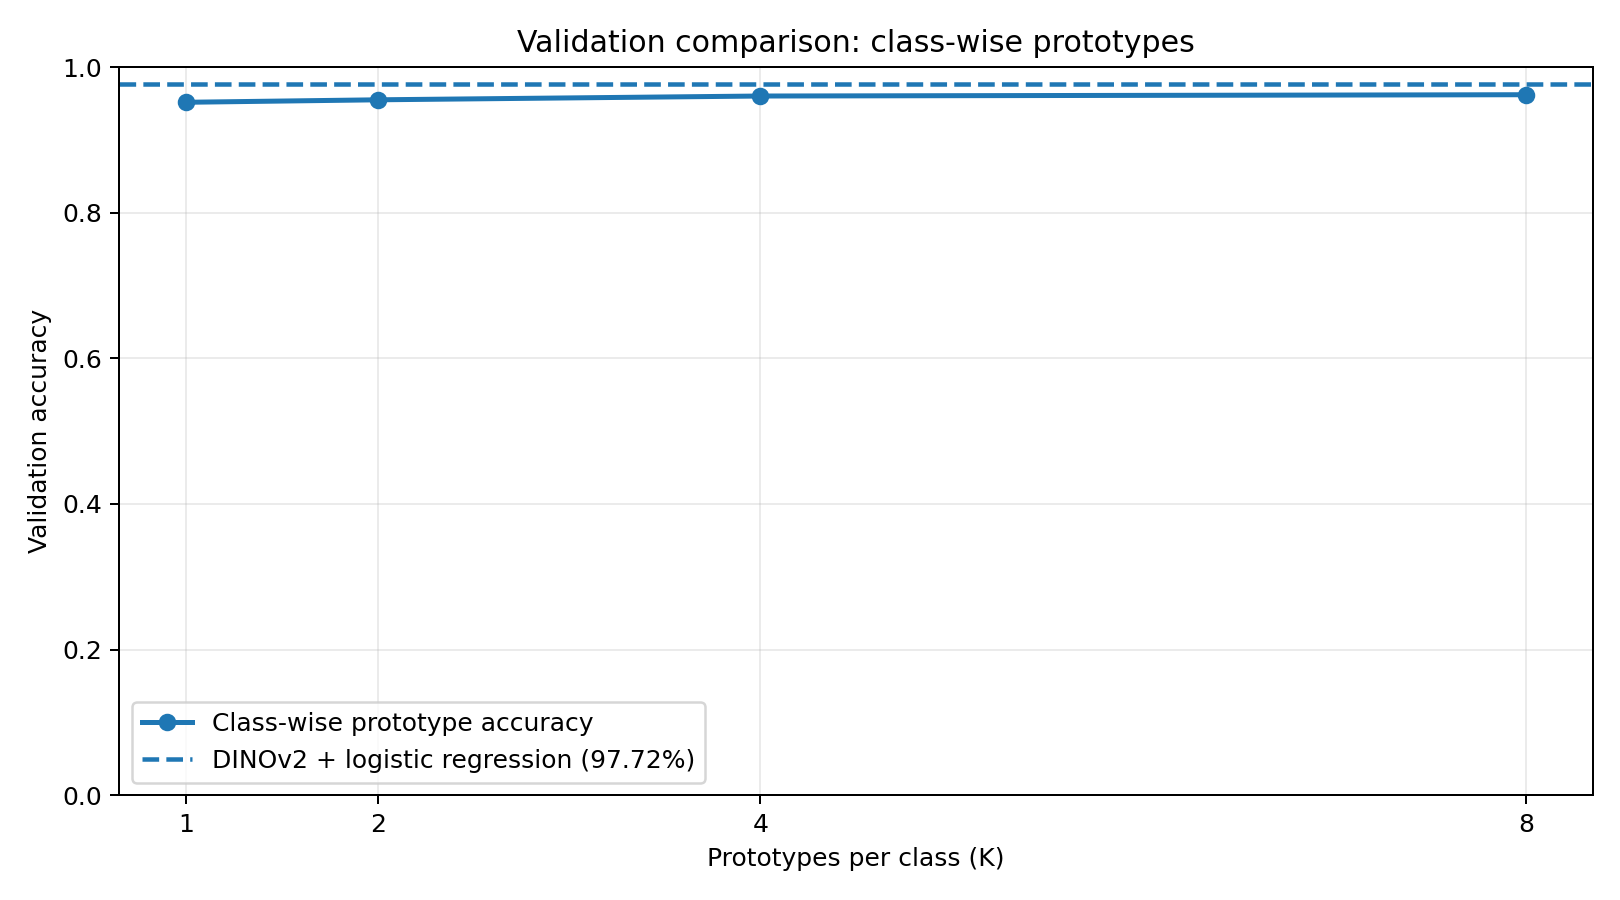 Validation comparison: class-wise prototypes
1.0
0.8
0.6
0.4
0.2
0.0
Validation accuracy
Class-wise prototype accuracy
DINOv2 + logistic regression (97.72%)
1 2 4 8
Prototypes per class (K)